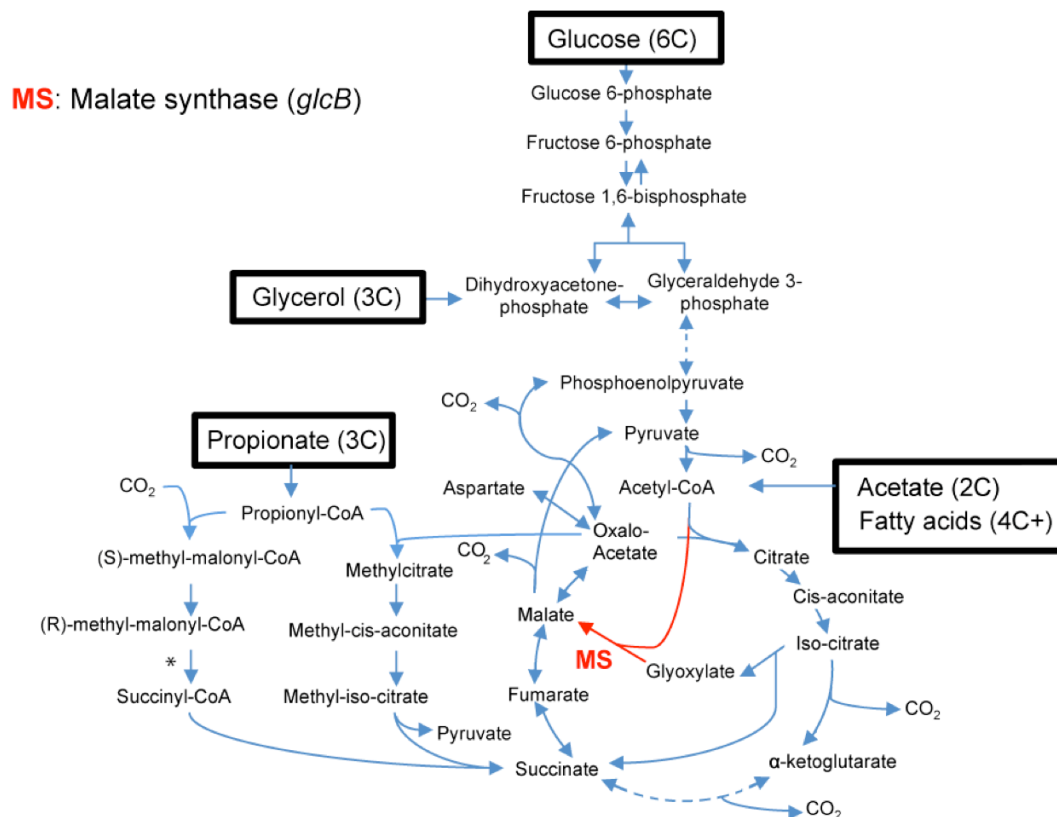 Glucose (6C)
MS: Malate synthase (glcB)
Glucose 6-phosphate
Fructose 6-phosphate
Fructose 1,6-bisphosphate
Glycerol (3C)
Dihydroxyacetone-
phosphate
Glyceraldehyde 3-
phosphate
Phosphoenolpyruvate
CO2
Propionate (3C)
Pyruvate
CO2
Acetyl-CoA
Acetate (2C)
Fatty acids (4C+)
CO2
Propionyl-CoA
Aspartate
Oxalo-
Acetate
(S)-methyl-malonyl-CoA
Methylcitrate
CO2
Citrate
Cis-aconitate
(R)-methyl-malonyl-CoA
Methyl-cis-aconitate
Malate
MS
Glyoxylate
Iso-citrate
*
Succinyl-CoA
Methyl-iso-citrate
Fumarate
CO2
Pyruvate
Succinate
α-ketoglutarate
CO2